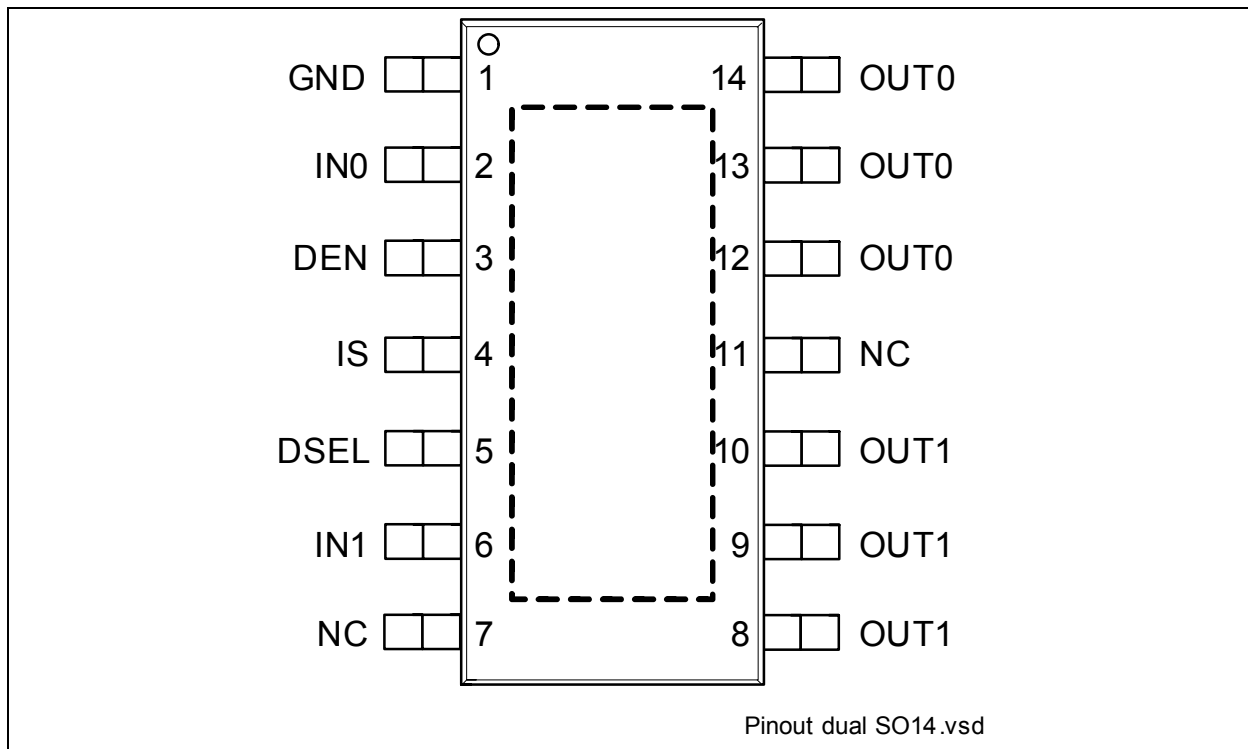 GND 1 14 OUT0
IN0 2 13 OUT0
DEN 3 12 OUT0
IS 4 11 NC
DSEL 5 10 OUT1
IN1 6 9 OUT1
NC 7 8 OUT1
Pinout dual SO14.vsd